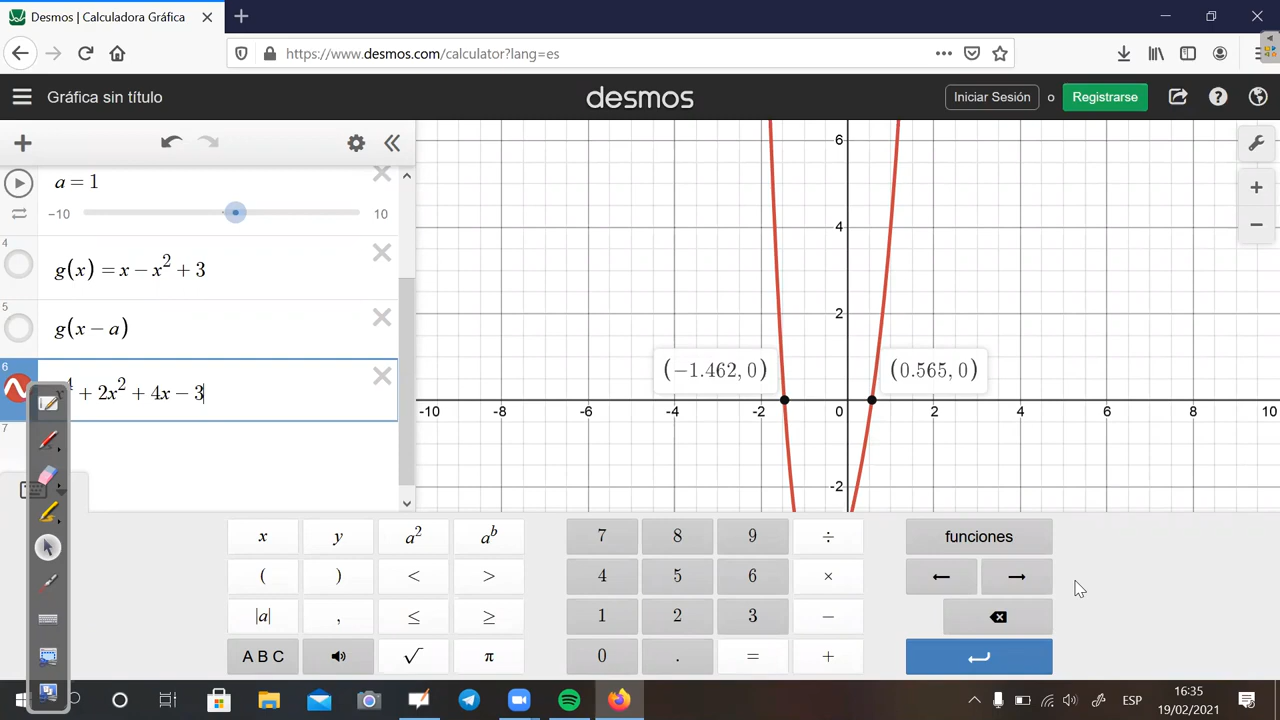 Desmos | Calculadora Gráfica
https://www.desmos.com/calculator?lang=es
Gráfica sin título
desmos
Iniciar Sesión o Registrarse
a = 1
-10 10
4
g(x) = x − x² + 3
5
g(x − a)
6
x⁴ + 2x² + 4x − 3
7
6
4
2
(−1.462, 0) (0.565, 0)
-10 -8 -6 -4 -2 0 2 4 6 8 10
-2
x y a² aᵇ 7 8 9 ÷ funciones
( ) < > 4 5 6 × ← →
|a| , ≤ ≥ 1 2 3 −
A B C √ π 0 . = +
ESP
16:35
19/02/2021